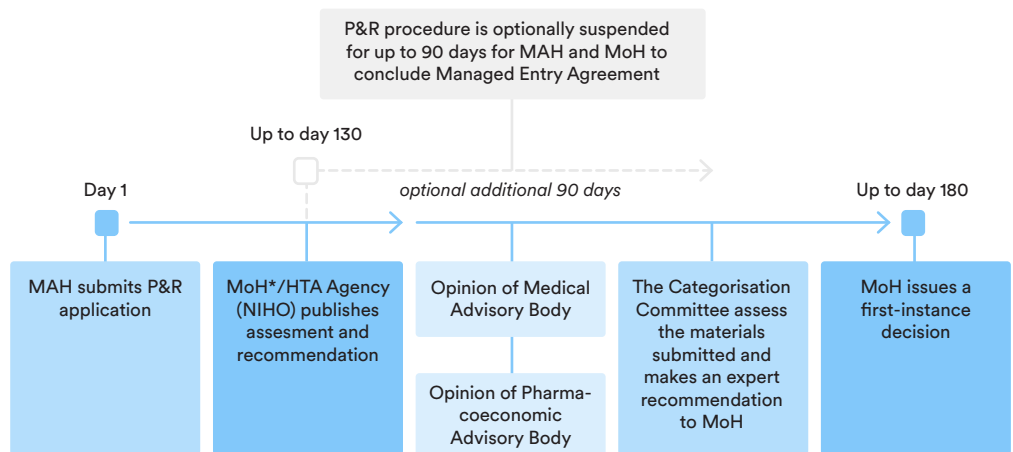 P&R procedure is optionally suspended
for up to 90 days for MAH and MoH to
conclude Managed Entry Agreement
Up to day 130
Day 1
optional additional 90 days
Up to day 180
MAH submits P&R
application
MoH*/HTA Agency
(NIHO) publishes
assesment and
recommendation
Opinion of Medical
Advisory Body
Opinion of Pharma-
coeconomic
Advisory Body
The Categorisation
Committee assess
the materials
submitted and
makes an expert
recommendation
to MoH
MoH issues a
first-instance
decision